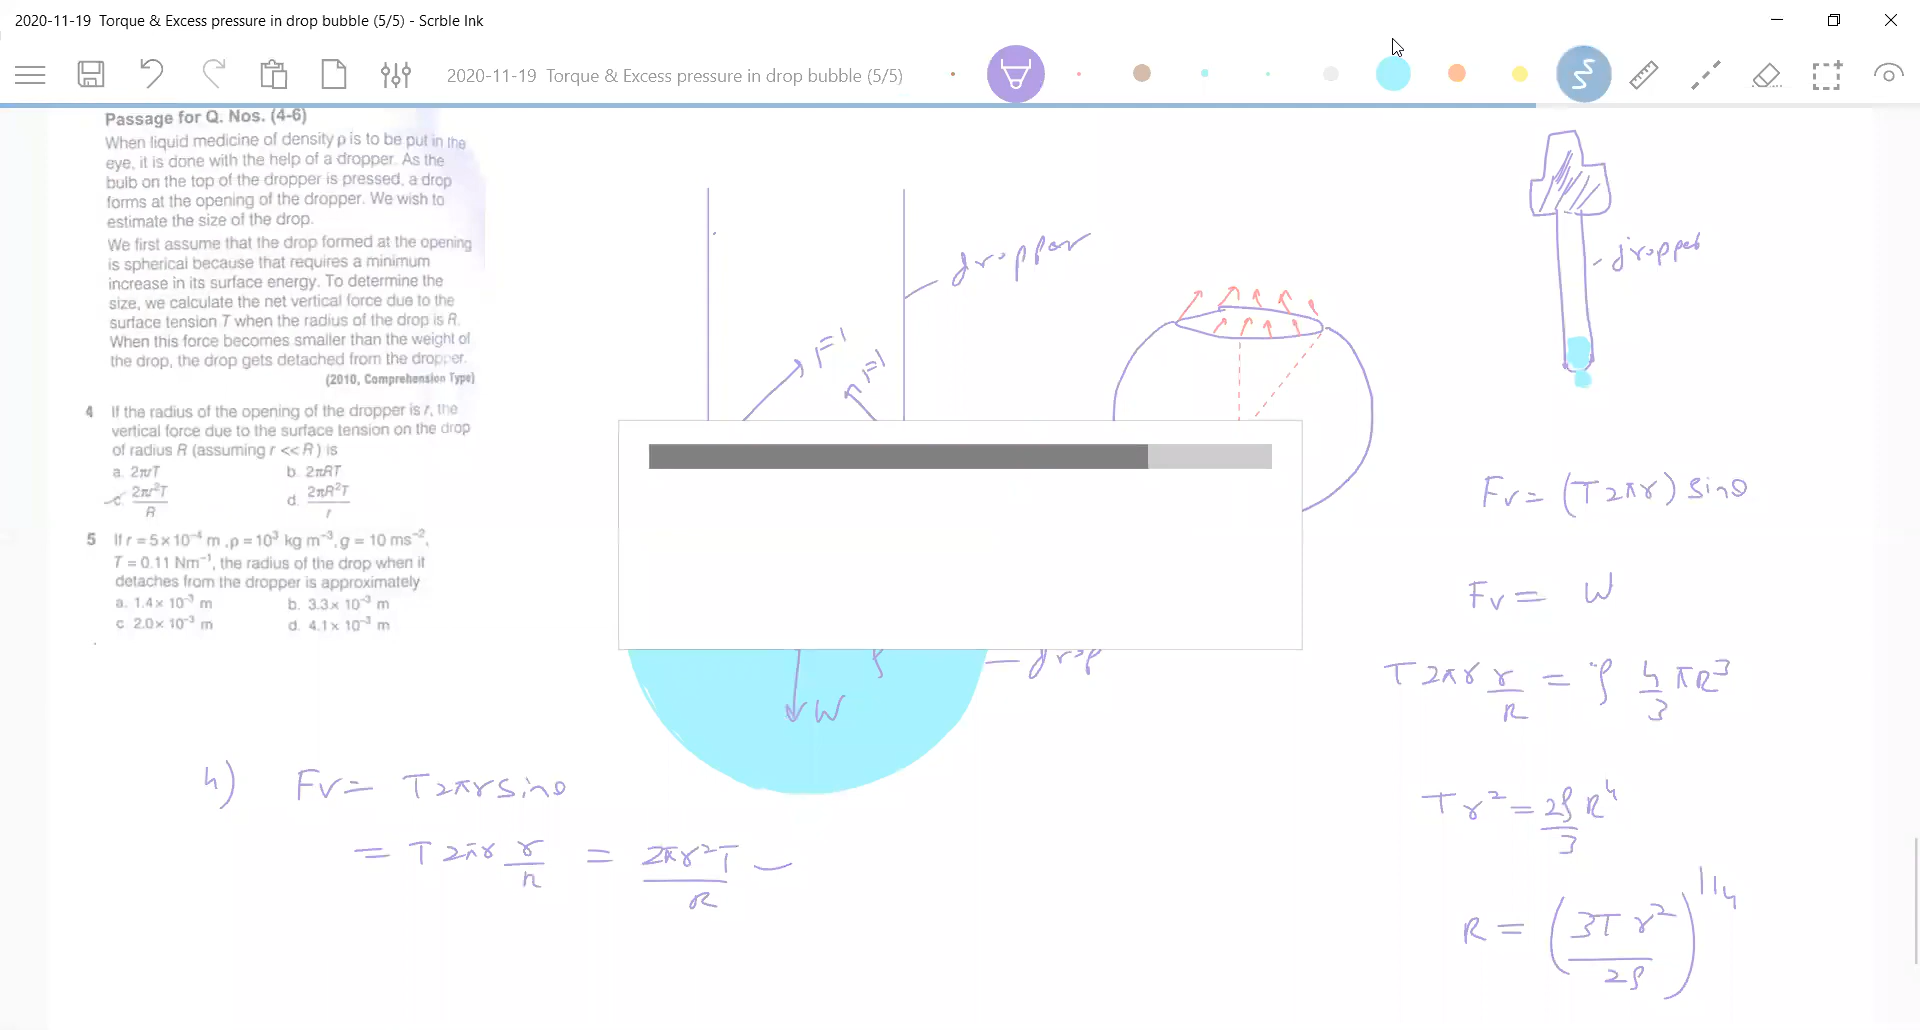 2020-11-19 Torque & Excess pressure in drop bubble (5/5) - Scrble Ink
2020-11-19 Torque & Excess pressure in drop bubble (5/5)
Passage for Q. Nos. (4-6)
When liquid medicine of density ρ is to be put in the
eye, it is done with the help of a dropper. As the
bulb on the top of the dropper is pressed, a drop
forms at the opening of the dropper. We wish to
estimate the size of the drop.
We first assume that the drop formed at the opening
is spherical because that requires a minimum
increase in its surface energy. To determine the
size, we calculate the net vertical force due to the
surface tension T when the radius of the drop is R.
When this force becomes smaller than the weight of
the drop, the drop gets detached from the dropper.
(2010, Comprehension Type)
4 If the radius of the opening of the dropper is r, the
vertical force due to the surface tension on the drop
of radius R (assuming r << R) is
a. 2πrT b. 2πRT
c. 2πr²T/R d. 2πR²T/r
5 If r = 5×10⁻⁴ m, ρ = 10³ kg m⁻³, g = 10 ms⁻²,
T = 0.11 Nm⁻¹, the radius of the drop when it
detaches from the dropper is approximately
a. 1.4× 10⁻³ m b. 3.3× 10⁻³ m
c. 2.0× 10⁻³ m d. 4.1× 10⁻³ m
dropper
F1
F1
drop
ρ
W
dropper
4) Fv = T2πr sinθ
= T2πr r/R = 2πr²T/R
Fv = (T2πr) sinθ
Fv = W
T2πr r/R = ρ 4/3 πR³
Tr² = 2ρ/3 R⁴
R = (3Tr²/2ρ)^1/4